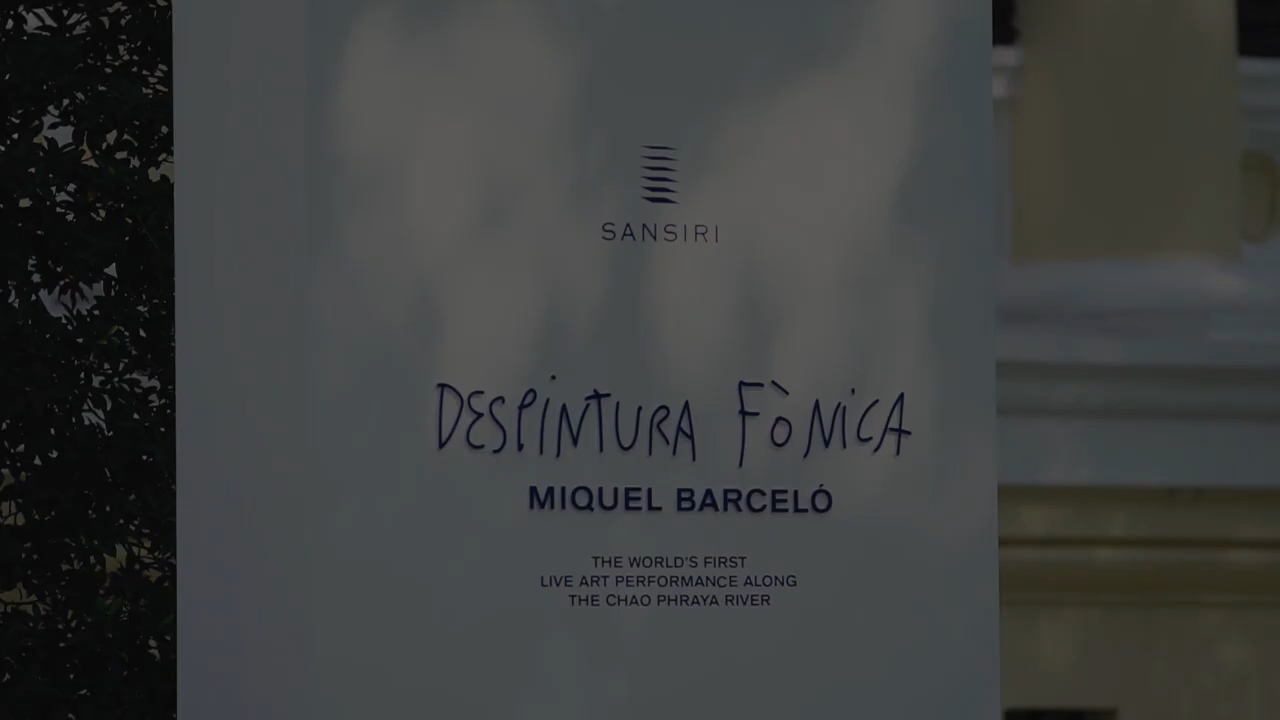 SANSIRI
DESPINTURA FÒNICA
MIQUEL BARCELÓ
THE WORLD'S FIRST
LIVE ART PERFORMANCE ALONG
THE CHAO PHRAYA RIVER